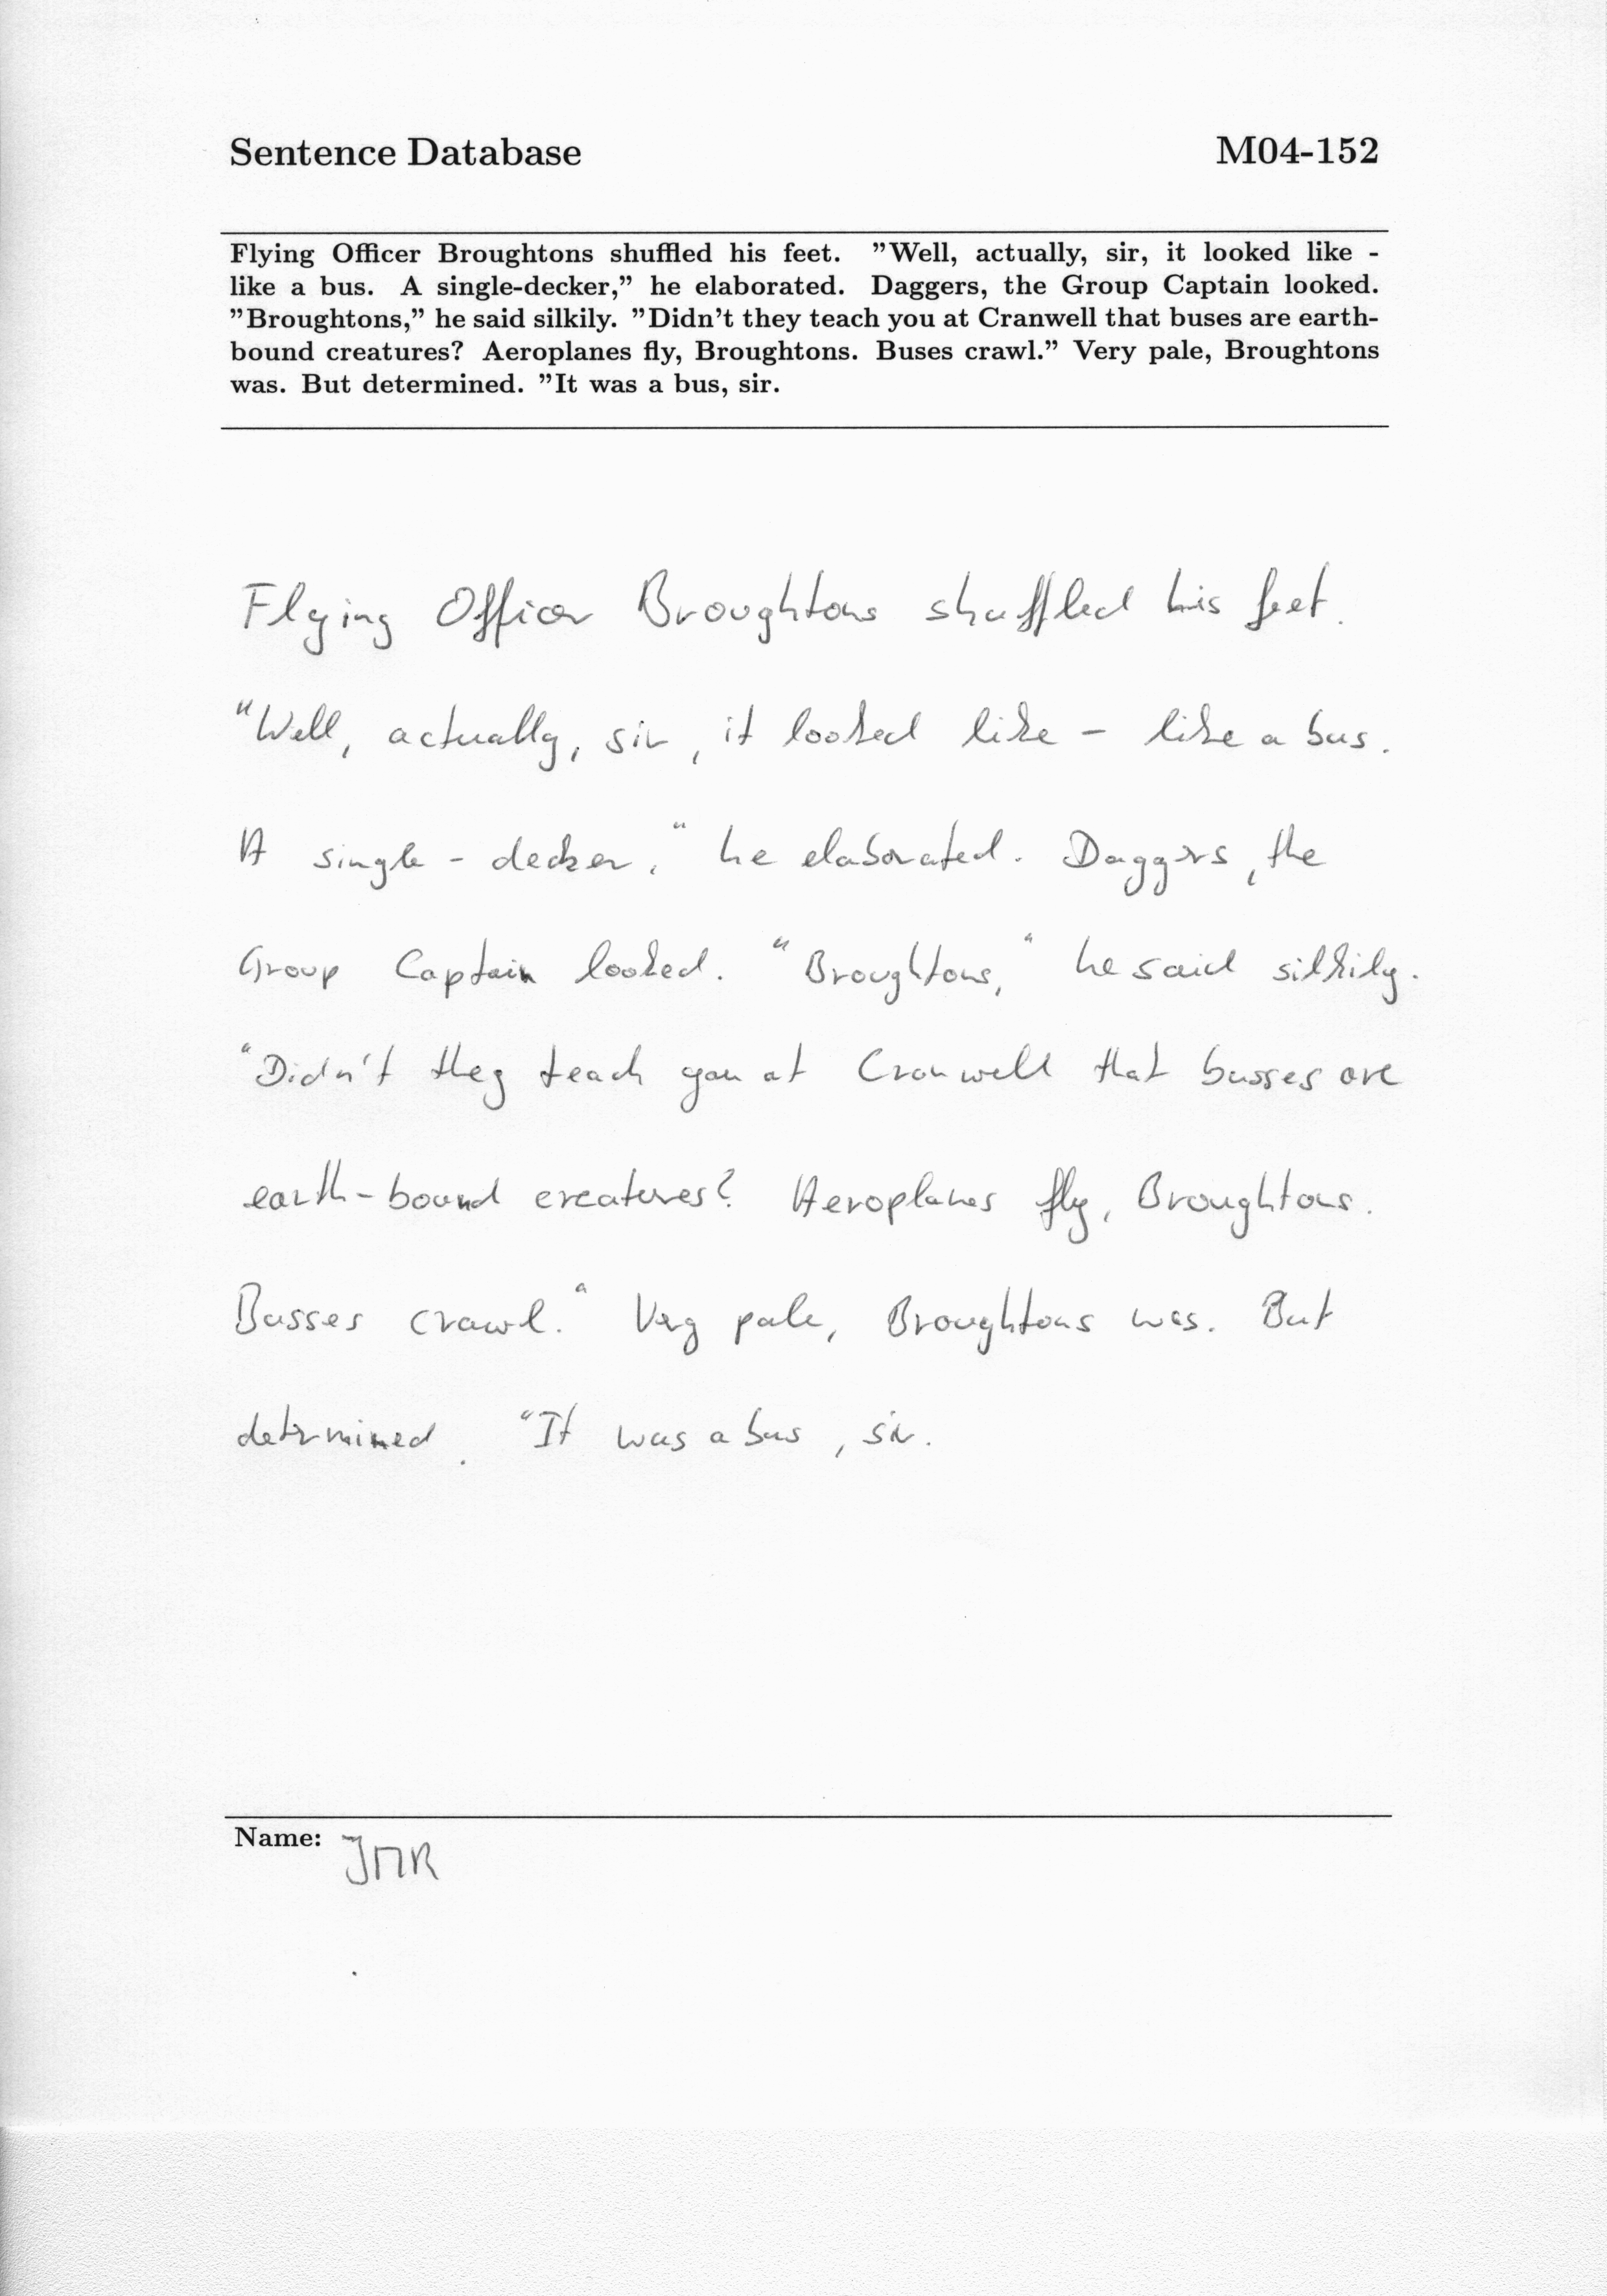 Sentence Database M04-152
Flying Officer Broughtons shuffled his feet. ”Well, actually, sir, it looked like -
like a bus. A single-decker,” he elaborated. Daggers, the Group Captain looked.
”Broughtons,” he said silkily. ”Didn’t they teach you at Cranwell that buses are earth-
bound creatures? Aeroplanes fly, Broughtons. Buses crawl.” Very pale, Broughtons
was. But determined. ”It was a bus, sir.
Flying Officer Broughtons shuffled his feet.
"Well, actually, sir, it looked like - like a bus.
A single - decker," he elaborated. Daggers, the
Group Captain looked. "Broughtons," he said silkily.
"Didn't they teach you at Cranwell that busses are
earth-bound creatures? Aeroplanes fly, Broughtons.
Busses crawl." Very pale, Broughtons was. But
determined. "It was a bus, sir.
Name: JMR